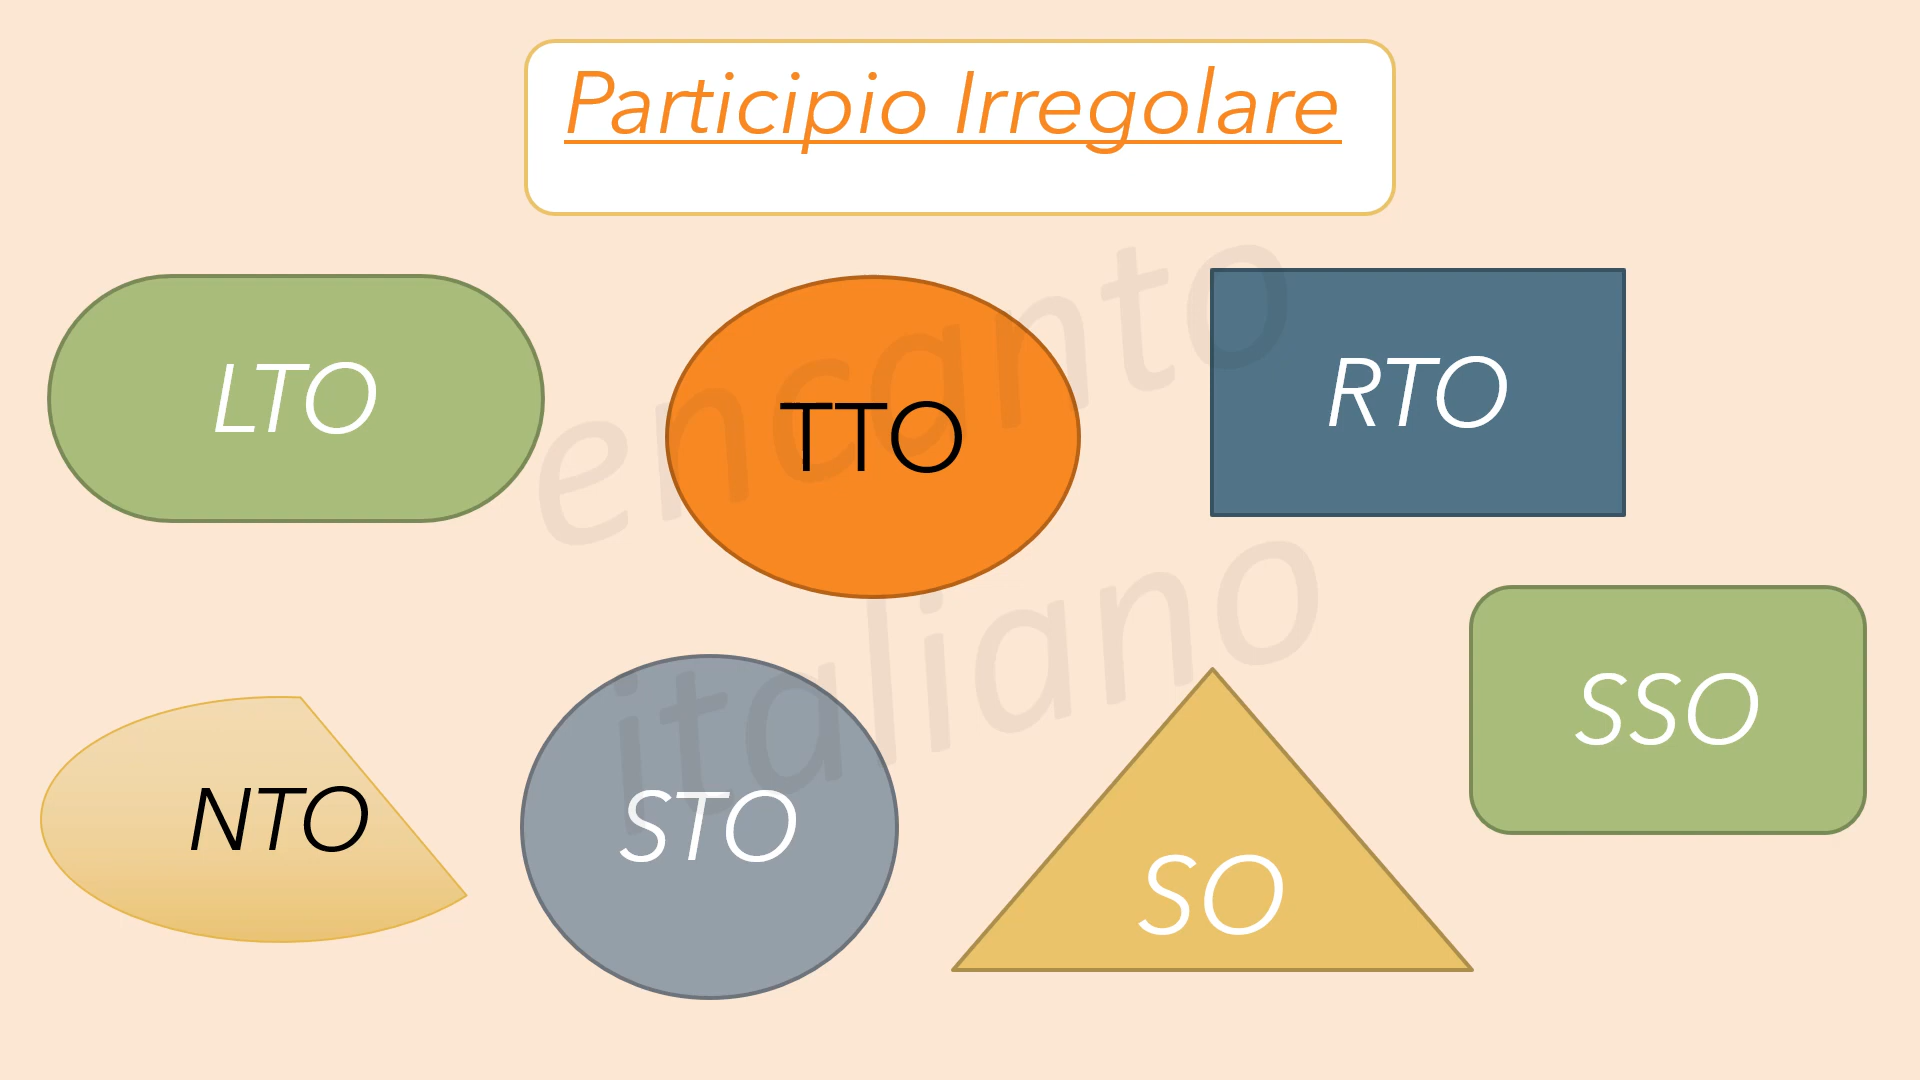 Participio Irregolare
LTO
TTO
RTO
SSO
NTO
STO
SO
encanto
italiano